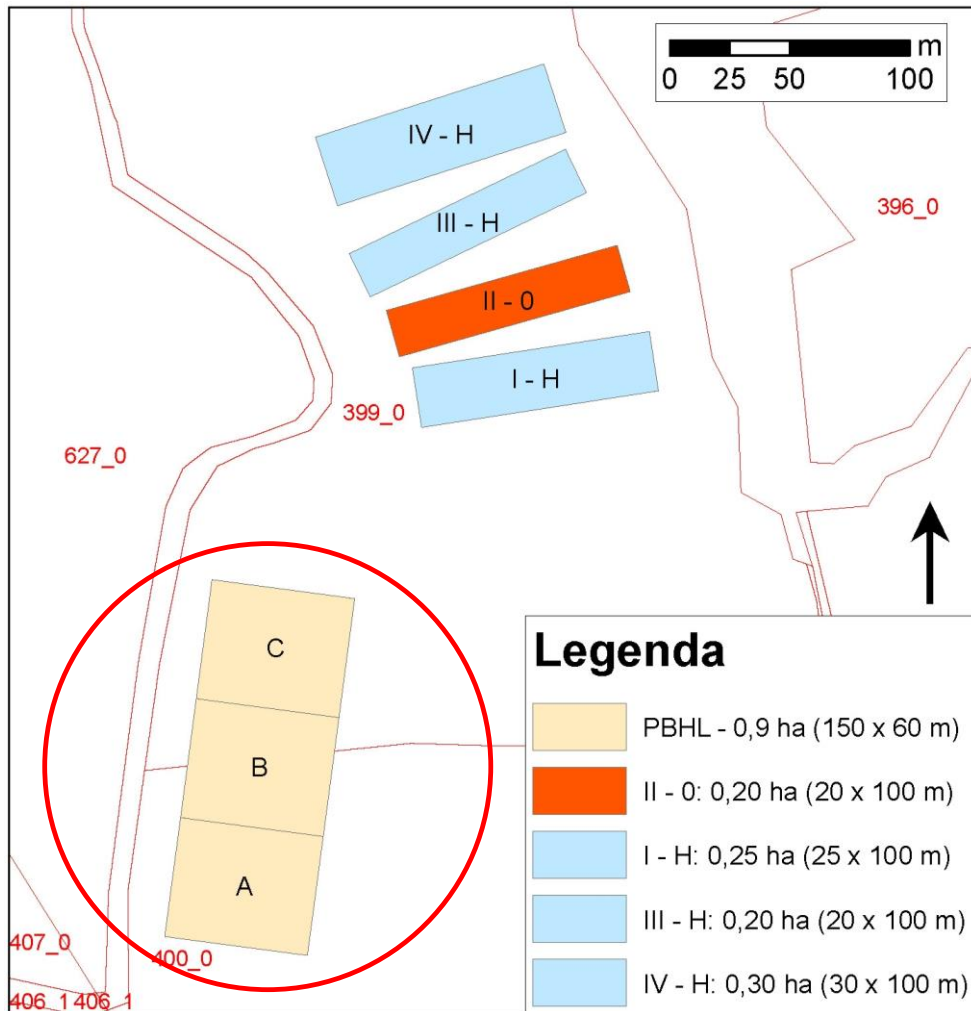 m
0 25 50 100
IV - H
396_0
III - H
II - 0
I - H
399_0
627_0
C
B
A
407_0
400_0
406_1 406_1
Legenda
PBHL - 0,9 ha (150 x 60 m)
II - 0: 0,20 ha (20 x 100 m)
I - H: 0,25 ha (25 x 100 m)
III - H: 0,20 ha (20 x 100 m)
IV - H: 0,30 ha (30 x 100 m)